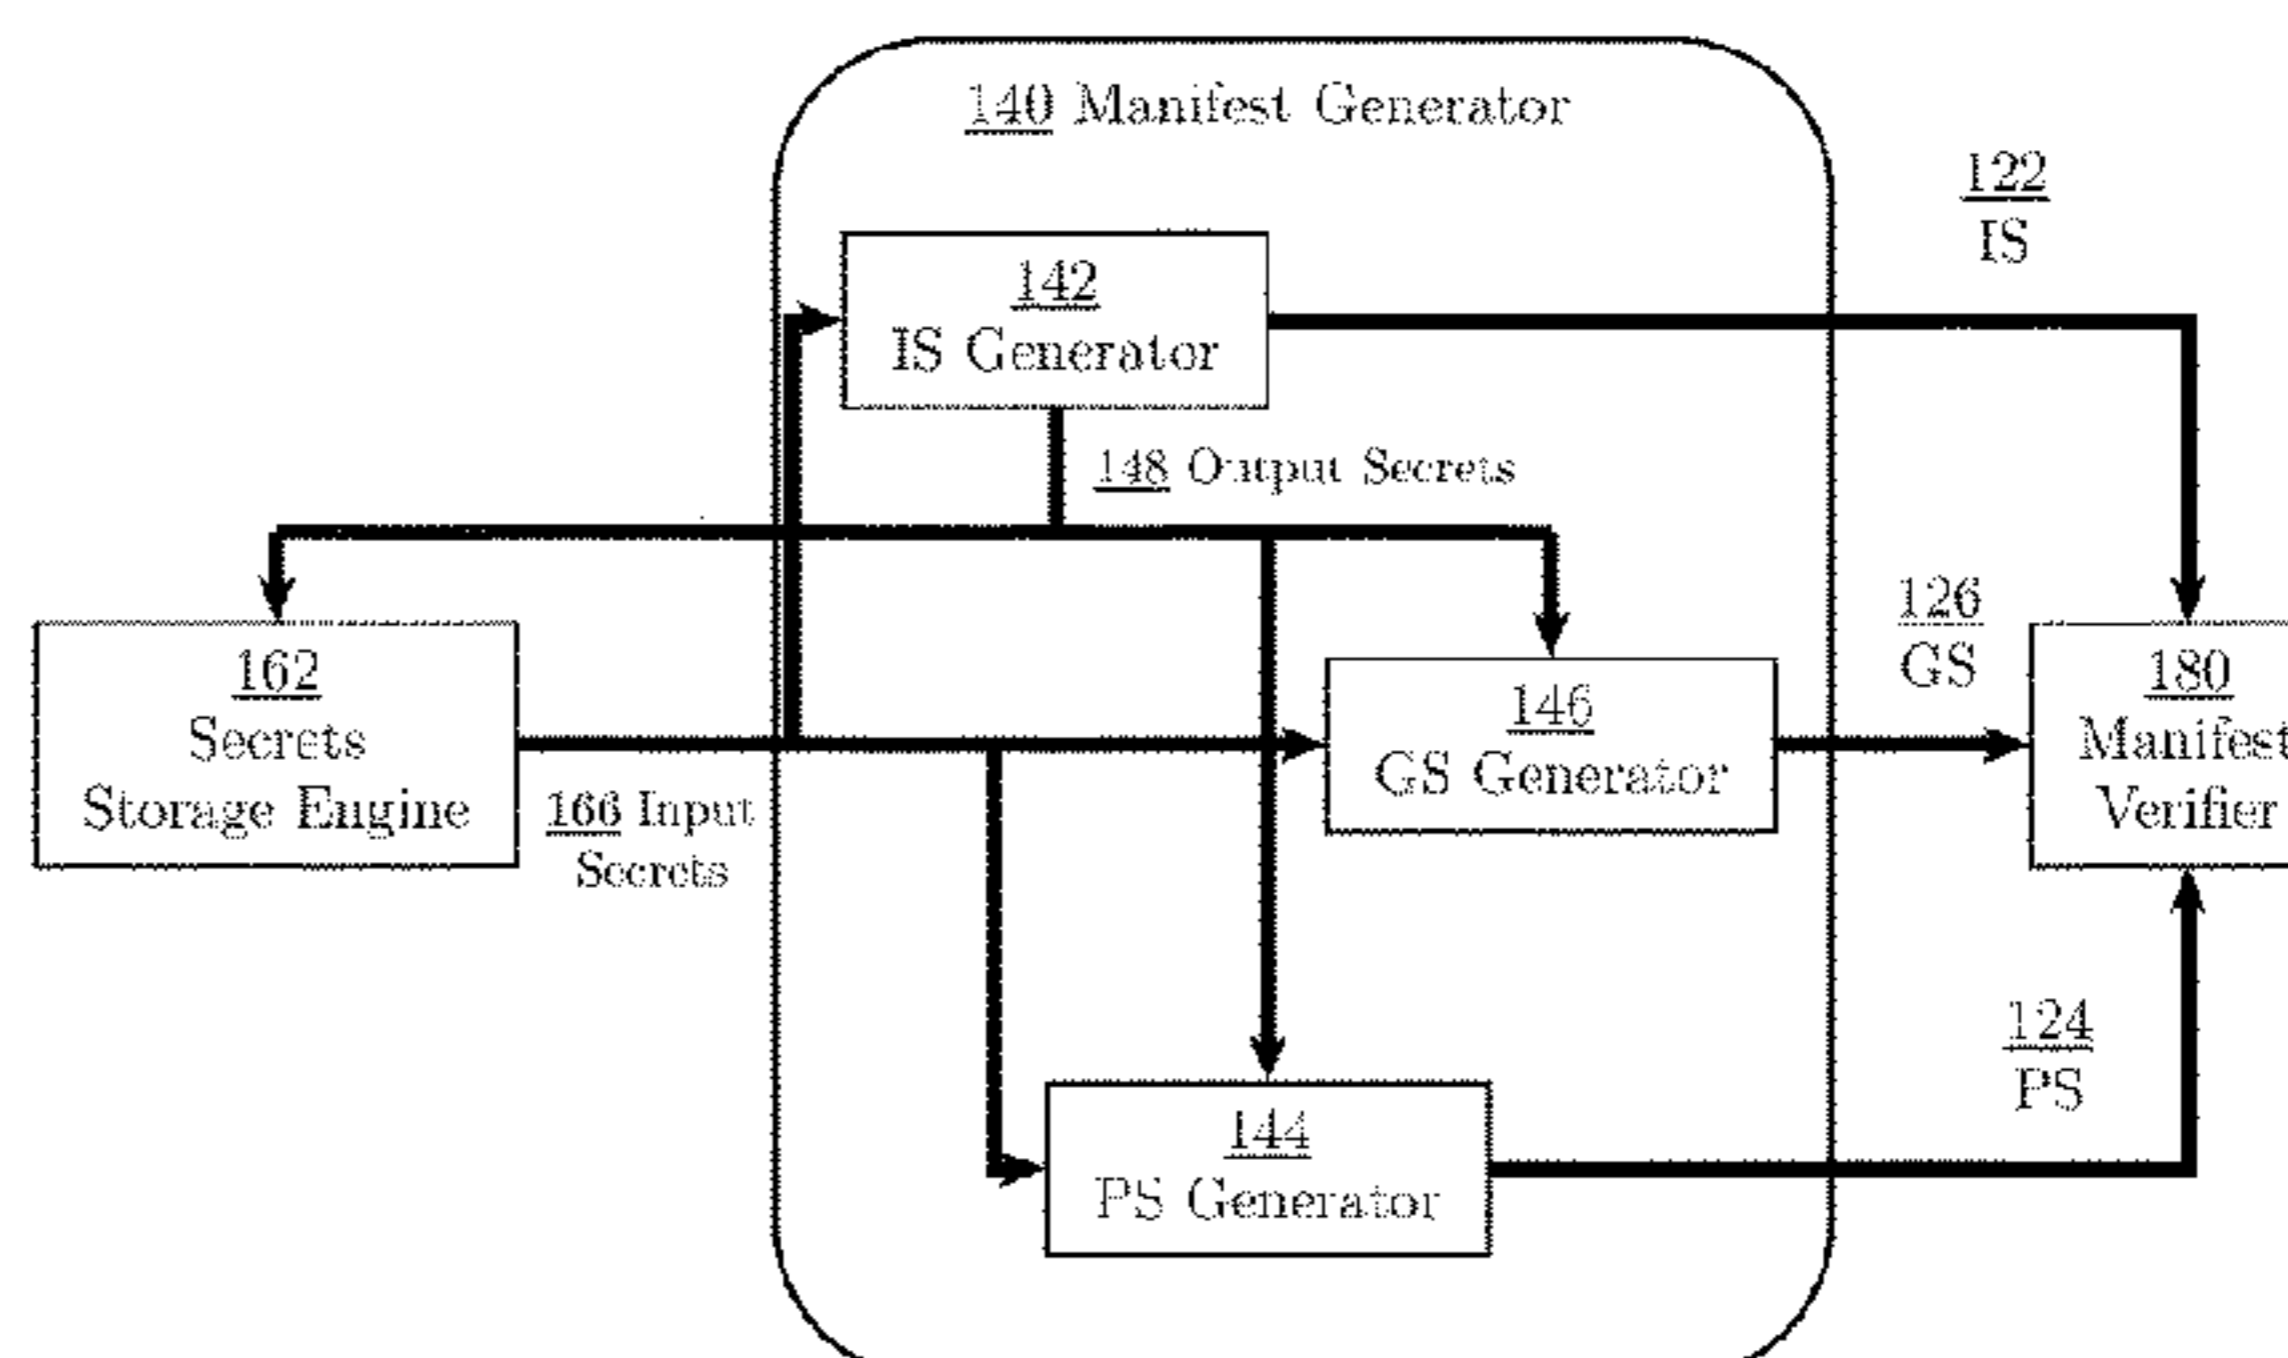 140 Manifest Generator
122
IS
142
IS Generator
148 Output Secrets
162
Secrets
Storage Engine
166 Input
Secrets
146
GS Generator
126
GS
180
Manifest
Verifier
144
PS Generator
124
PS